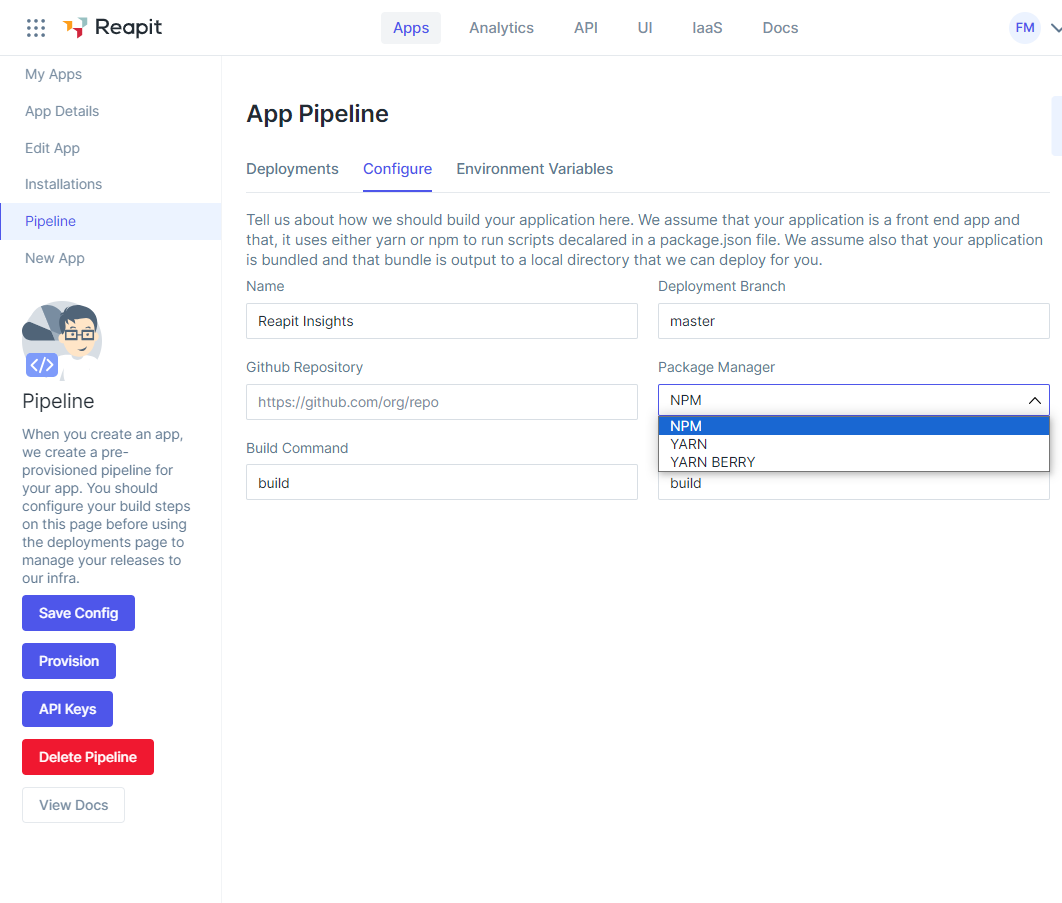 Reapit
Apps
Analytics
API
UI
IaaS
Docs
FM
My Apps
App Details
Edit App
Installations
Pipeline
New App
</>
Pipeline
When you create an app,
we create a pre-
provisioned pipeline for
your app. You should
configure your build steps
on this page before using
the deployments page to
manage your releases to
our infra.
Save Config
Provision
API Keys
Delete Pipeline
View Docs
App Pipeline
Deployments
Configure
Environment Variables
Tell us about how we should build your application here. We assume that your application is a front end app and
that, it uses either yarn or npm to run scripts decalared in a package.json file. We assume also that your application
is bundled and that bundle is output to a local directory that we can deploy for you.
Name
Reapit Insights
Deployment Branch
master
Github Repository
https://github.com/org/repo
Package Manager
NPM
NPM
YARN
YARN BERRY
Build Command
build
build